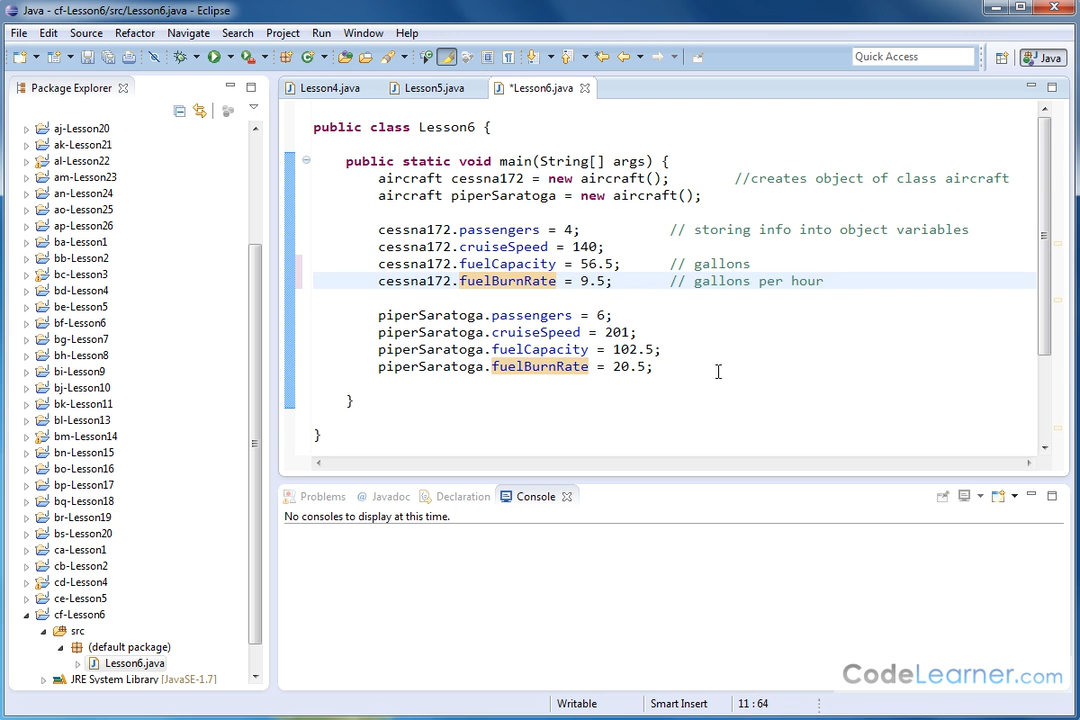 Java - cf-Lesson6/src/Lesson6.java - Eclipse
File Edit Source Refactor Navigate Search Project Run Window Help
Quick Access
Java
Package Explorer
Lesson4.java
Lesson5.java
*Lesson6.java
aj-Lesson20
ak-Lesson21
al-Lesson22
am-Lesson23
an-Lesson24
ao-Lesson25
ap-Lesson26
ba-Lesson1
bb-Lesson2
bc-Lesson3
bd-Lesson4
be-Lesson5
bf-Lesson6
bg-Lesson7
bh-Lesson8
bi-Lesson9
bj-Lesson10
bk-Lesson11
bl-Lesson13
bm-Lesson14
bn-Lesson15
bo-Lesson16
bp-Lesson17
bq-Lesson18
br-Lesson19
bs-Lesson20
ca-Lesson1
cb-Lesson2
cd-Lesson4
ce-Lesson5
cf-Lesson6
src
(default package)
Lesson6.java
JRE System Library [JavaSE-1.7]
public class Lesson6 {
public static void main(String[] args) {
aircraft cessna172 = new aircraft(); //creates object of class aircraft
aircraft piperSaratoga = new aircraft();
cessna172.passengers = 4; // storing info into object variables
cessna172.cruiseSpeed = 140;
cessna172.fuelCapacity = 56.5; // gallons
cessna172.fuelBurnRate = 9.5; // gallons per hour
piperSaratoga.passengers = 6;
piperSaratoga.cruiseSpeed = 201;
piperSaratoga.fuelCapacity = 102.5;
piperSaratoga.fuelBurnRate = 20.5;
}
}
Problems @ Javadoc Declaration Console
No consoles to display at this time.
CodeLearner.com
Writable
Smart Insert
11 : 64